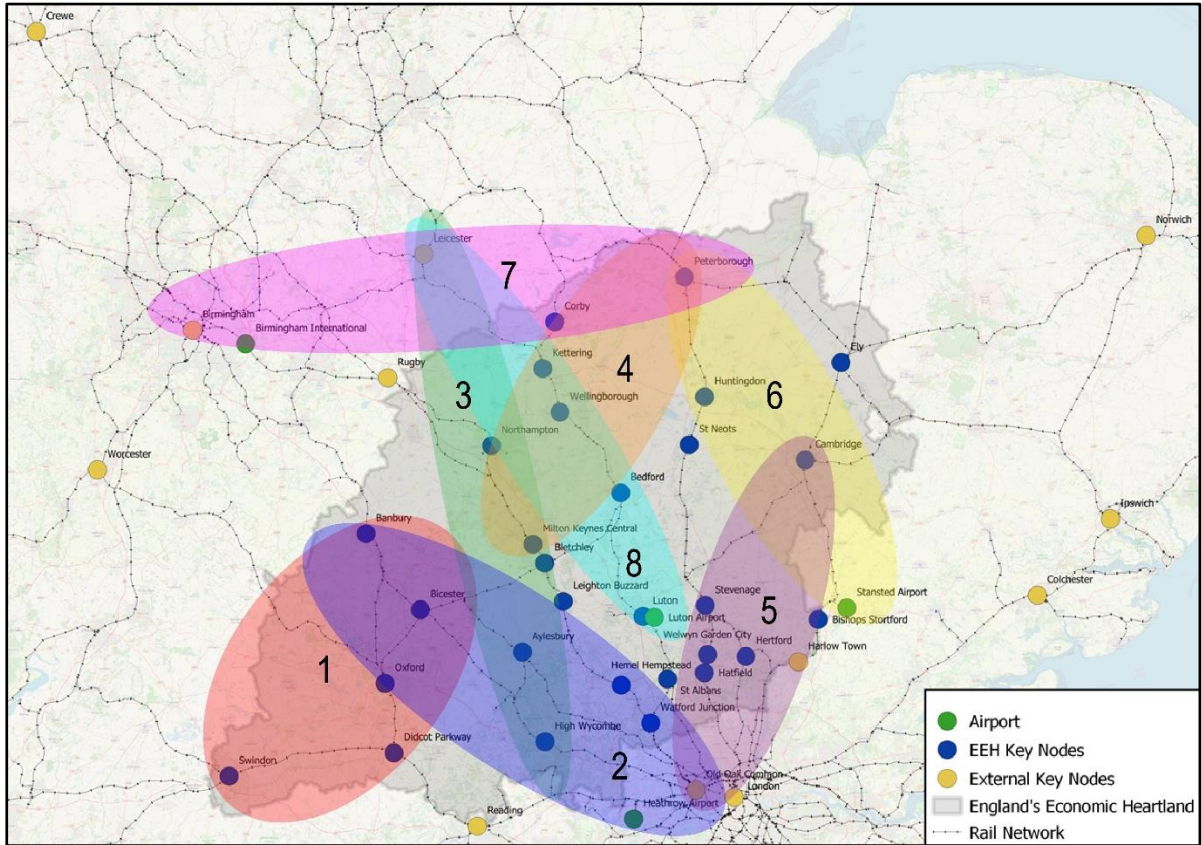 Crewe
Norwich
Leicester
7
Peterborough
Corby
Birmingham
Birmingham International
Ely
Rugby
Kettering
4
3
6
Wellingborough
Huntingdon
Northampton
St Neots
Cambridge
Worcester
Bedford
Ipswich
Banbury
Milton Keynes Central
Bletchley
8
Leighton Buzzard
Stevenage
Stansted Airport
Colchester
Bicester
Luton
5
Luton Airport
Bishops Stortford
Aylesbury
Welwyn Garden City
Hertford
Harlow Town
1
Oxford
Hemel Hempstead
Hatfield
St Albans
Watford Junction
High Wycombe
Didcot Parkway
2
Swindon
Old Oak Common
London
Heathrow Airport
Reading
Airport
EEH Key Nodes
External Key Nodes
England's Economic Heartland
Rail Network